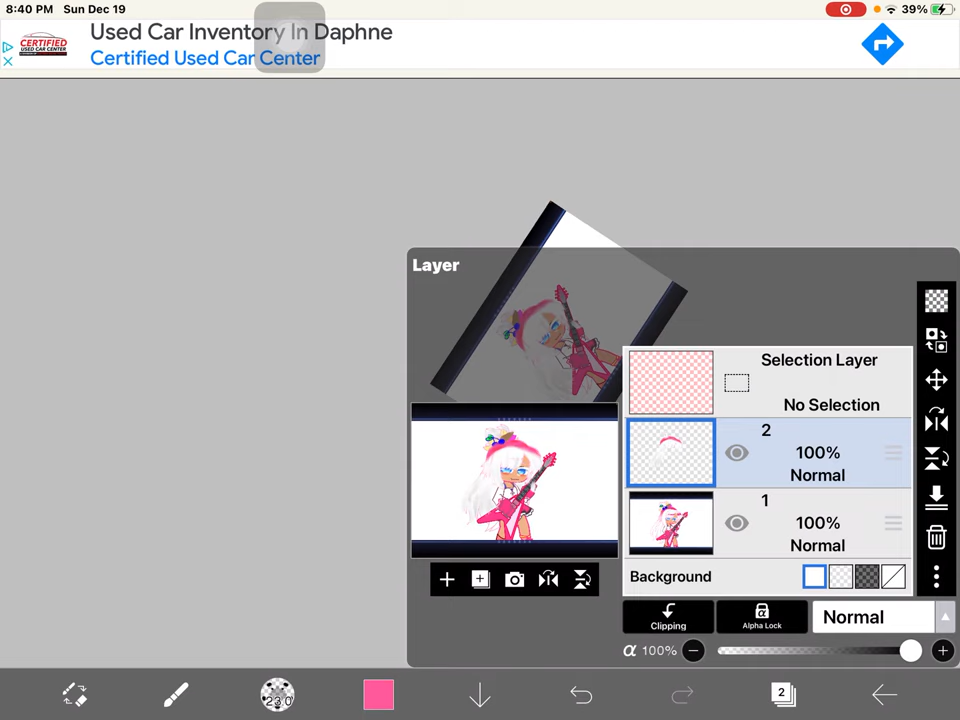 8:40 PM Sun Dec 19
39%
Used Car Inventory In Daphne
CERTIFIED
USED CAR CENTER
Certified Used Car Center
Layer
Selection Layer
No Selection
2
100%
Normal
1
100%
Normal
Background
Clipping
α
Alpha Lock
Normal
α 100%
23.0
2